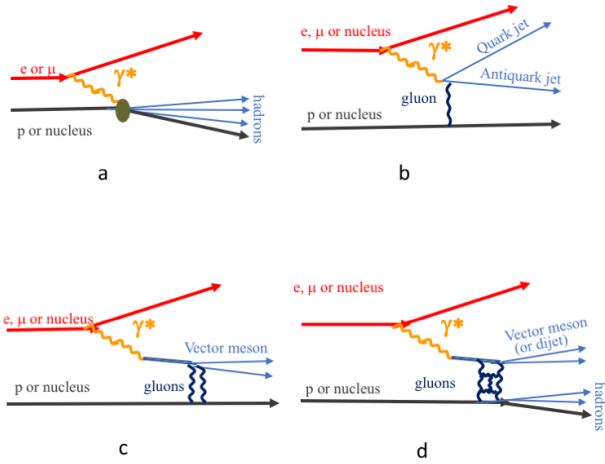 e or μ
γ*
hadrons
p or nucleus
a
e, μ or nucleus
γ*
Quark jet
Antiquark jet
gluon
p or nucleus
b
e, μ or nucleus
γ*
Vector meson
p or nucleus
gluons
c
e, μ or nucleus
γ*
Vector meson
(or dijet)
p or nucleus
gluons
hadrons
d